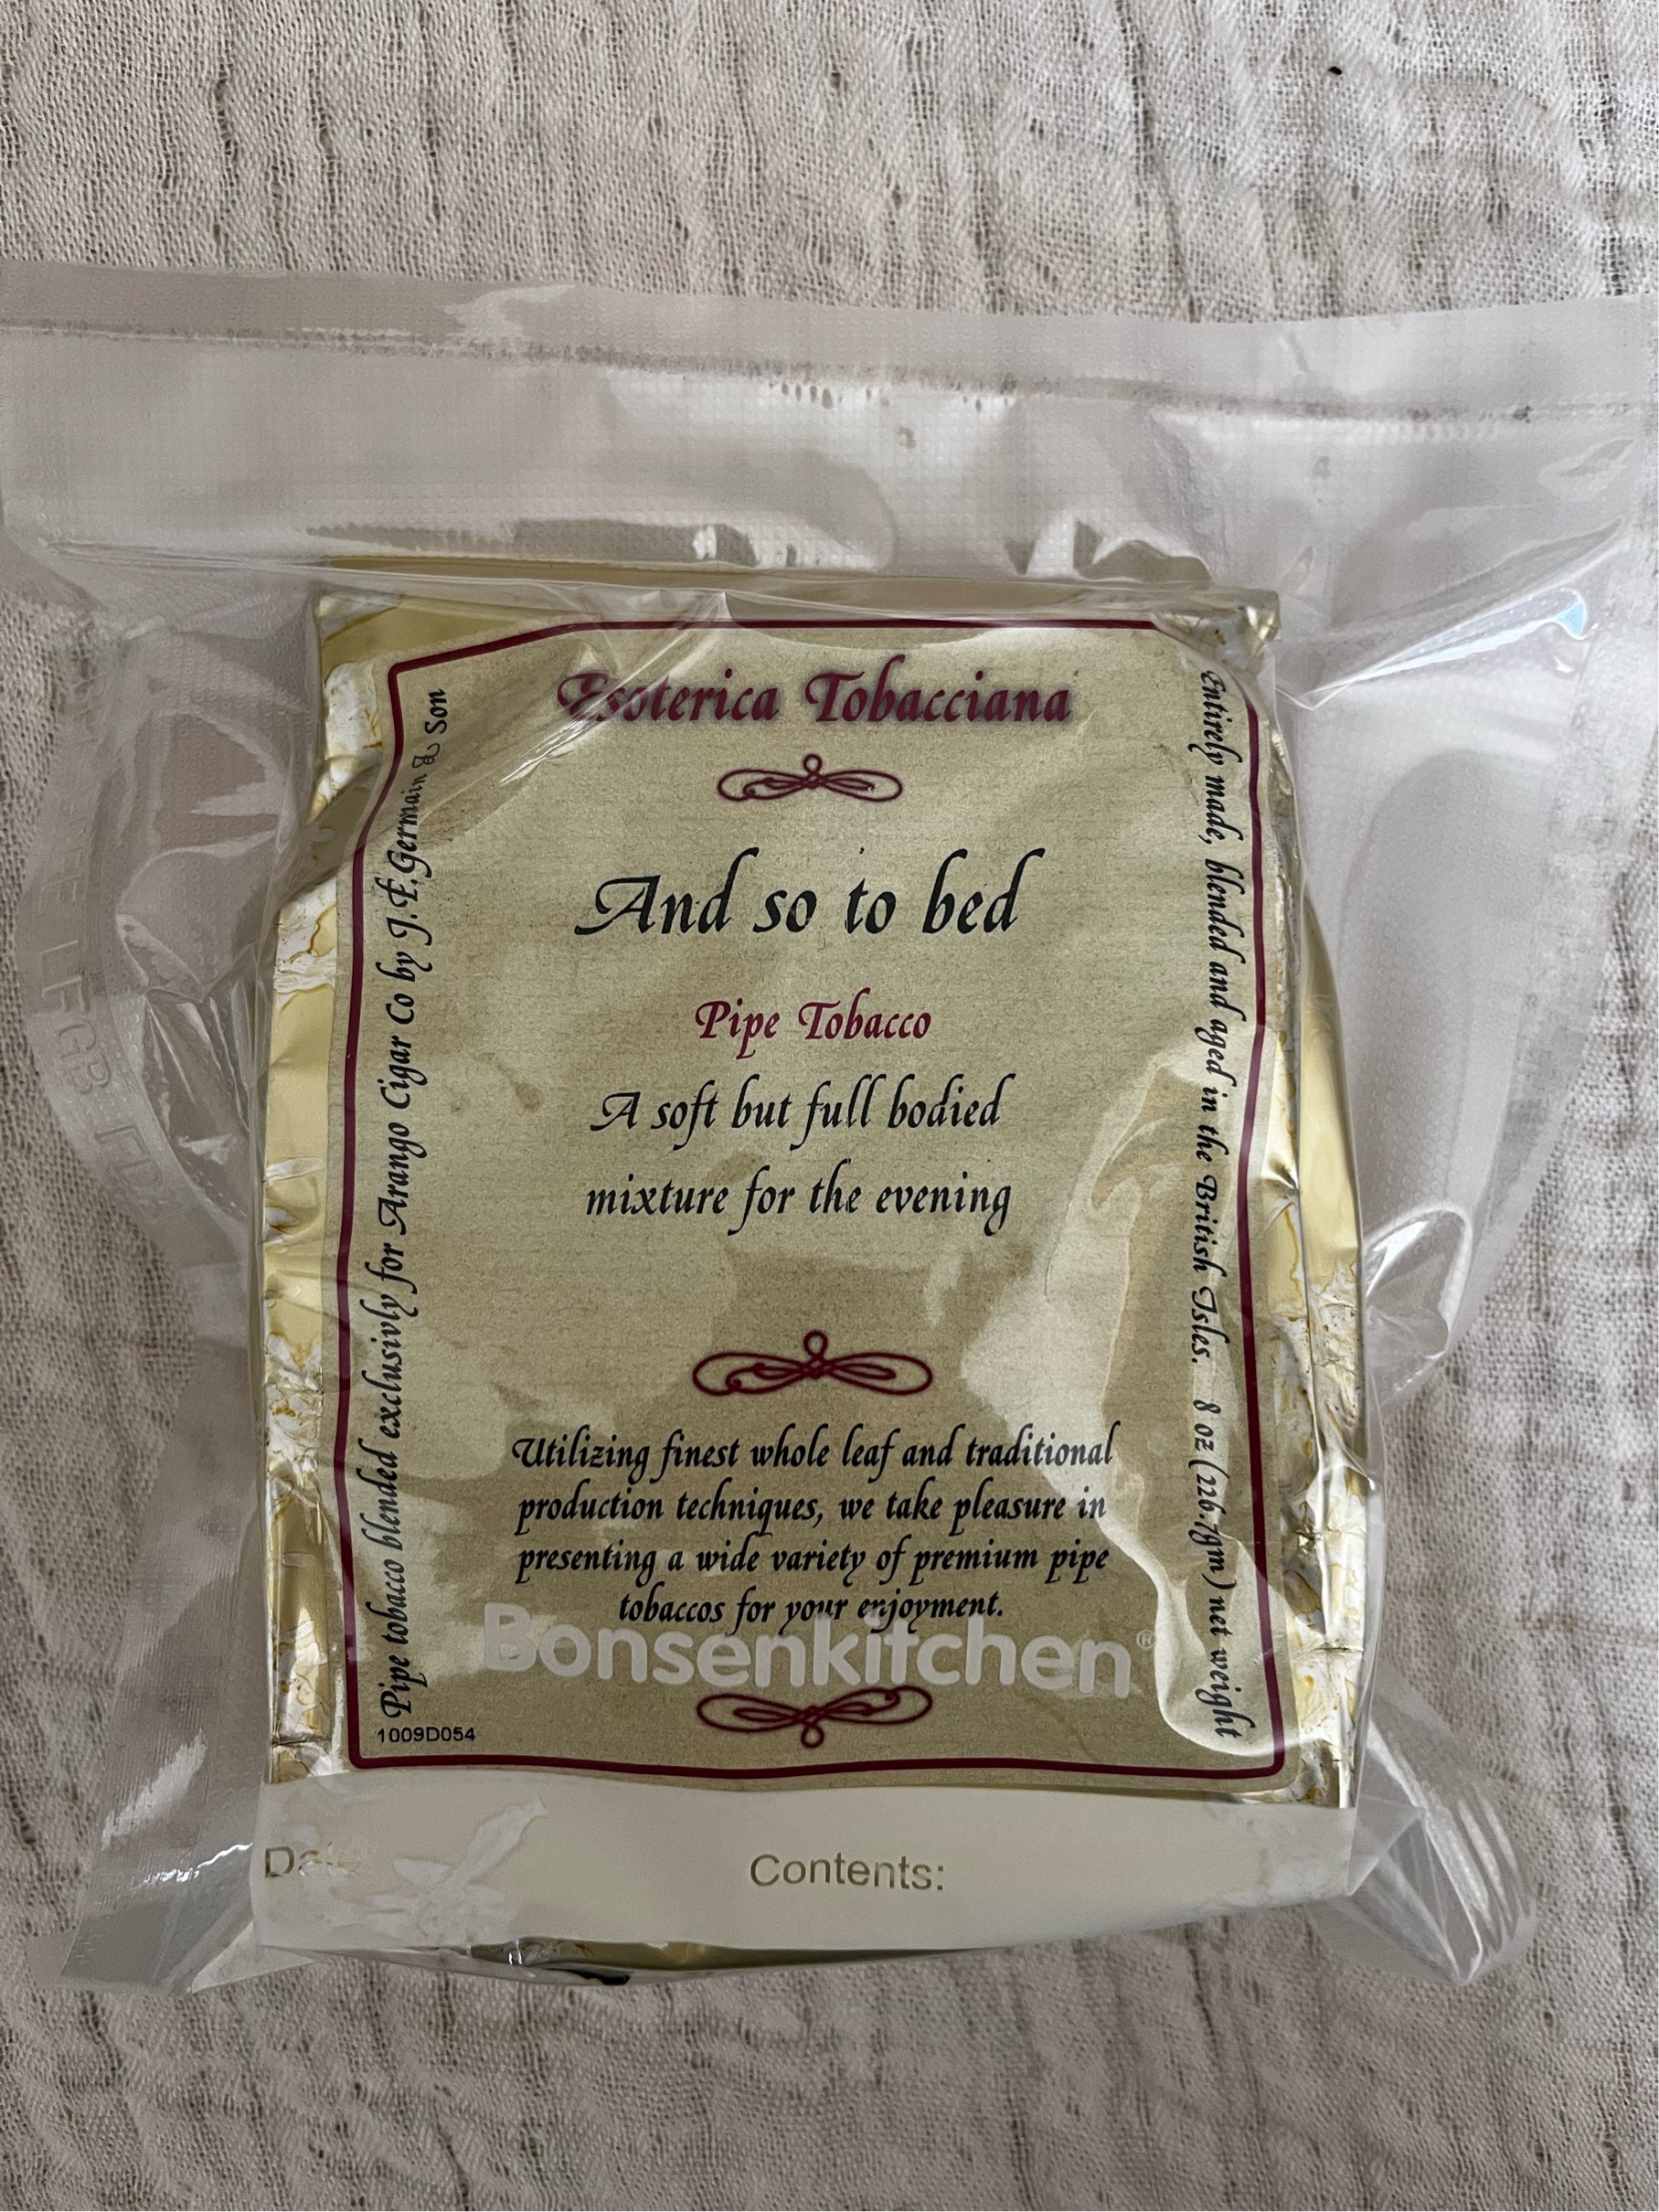 Esoterica Tobacciana
And so to bed
Pipe Tobacco
A soft but full bodied
mixture for the evening
Utilizing finest whole leaf and traditional
production techniques, we take pleasure in
presenting a wide variety of premium pipe
tobaccos for your enjoyment.
Bonsenkitchen®
Pipe tobacco blended exclusivly for Arango Cigar Co by J.F.Germain & Son
Entirely made, blended and aged in the British Isles. 8 oz (226.7gm) net weight
1009D054
Contents: